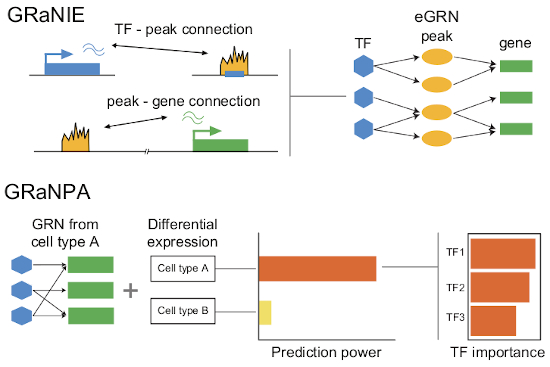 GRaNIE
TF - peak connection
peak - gene connection
TF
eGRN
peak
gene
GRaNPA
GRN from
cell type A
+
Differential
expression
Cell type A
Cell type B
Prediction power
TF1
TF2
TF3
TF importance